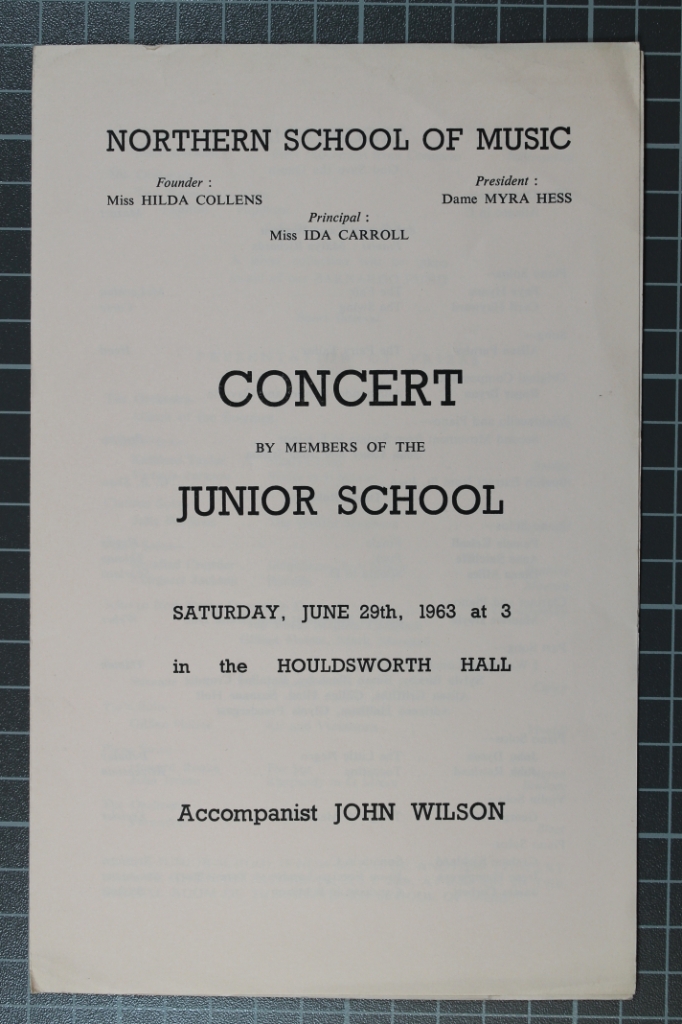 NORTHERN SCHOOL OF MUSIC
Founder :
Miss HILDA COLLENS
President :
Dame MYRA HESS
Principal :
Miss IDA CARROLL
CONCERT
BY MEMBERS OF THE
JUNIOR SCHOOL
SATURDAY, JUNE 29th, 1963 at 3
in the HOULDSWORTH HALL
Accompanist JOHN WILSON